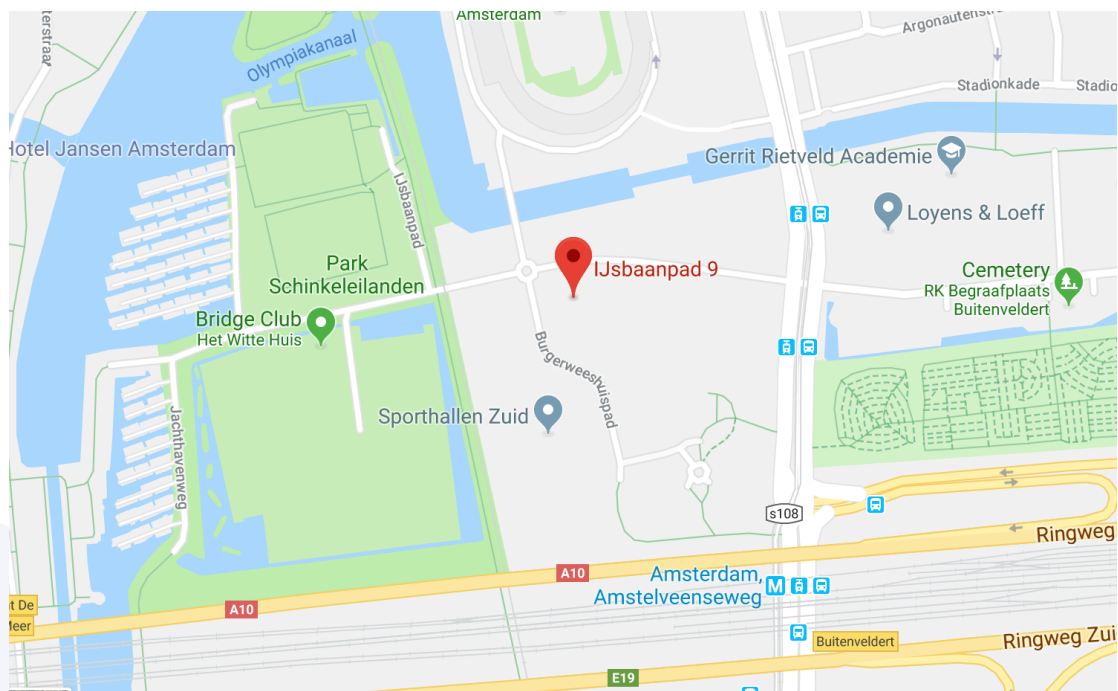 Amsterdam
Argonautenstraa
Olympiakanaal
Stadionkade
Stadio
Hotel Jansen Amsterdam
Gerrit Rietveld Academie
IJsbaanpad
Loyens & Loeff
Park
Schinkeleilanden
IJsbaanpad 9
Cemetery
RK Begraafplaats
Buitenveldert
Bridge Club
Het Witte Huis
Burgerweeshuispad
Sporthallen Zuid
Jachthavenweg
s108
Ringweg
A10
Amsterdam,
Amstelveenseweg
M
A10
t De
Meer
Buitenveldert
Ringweg Zui
E19